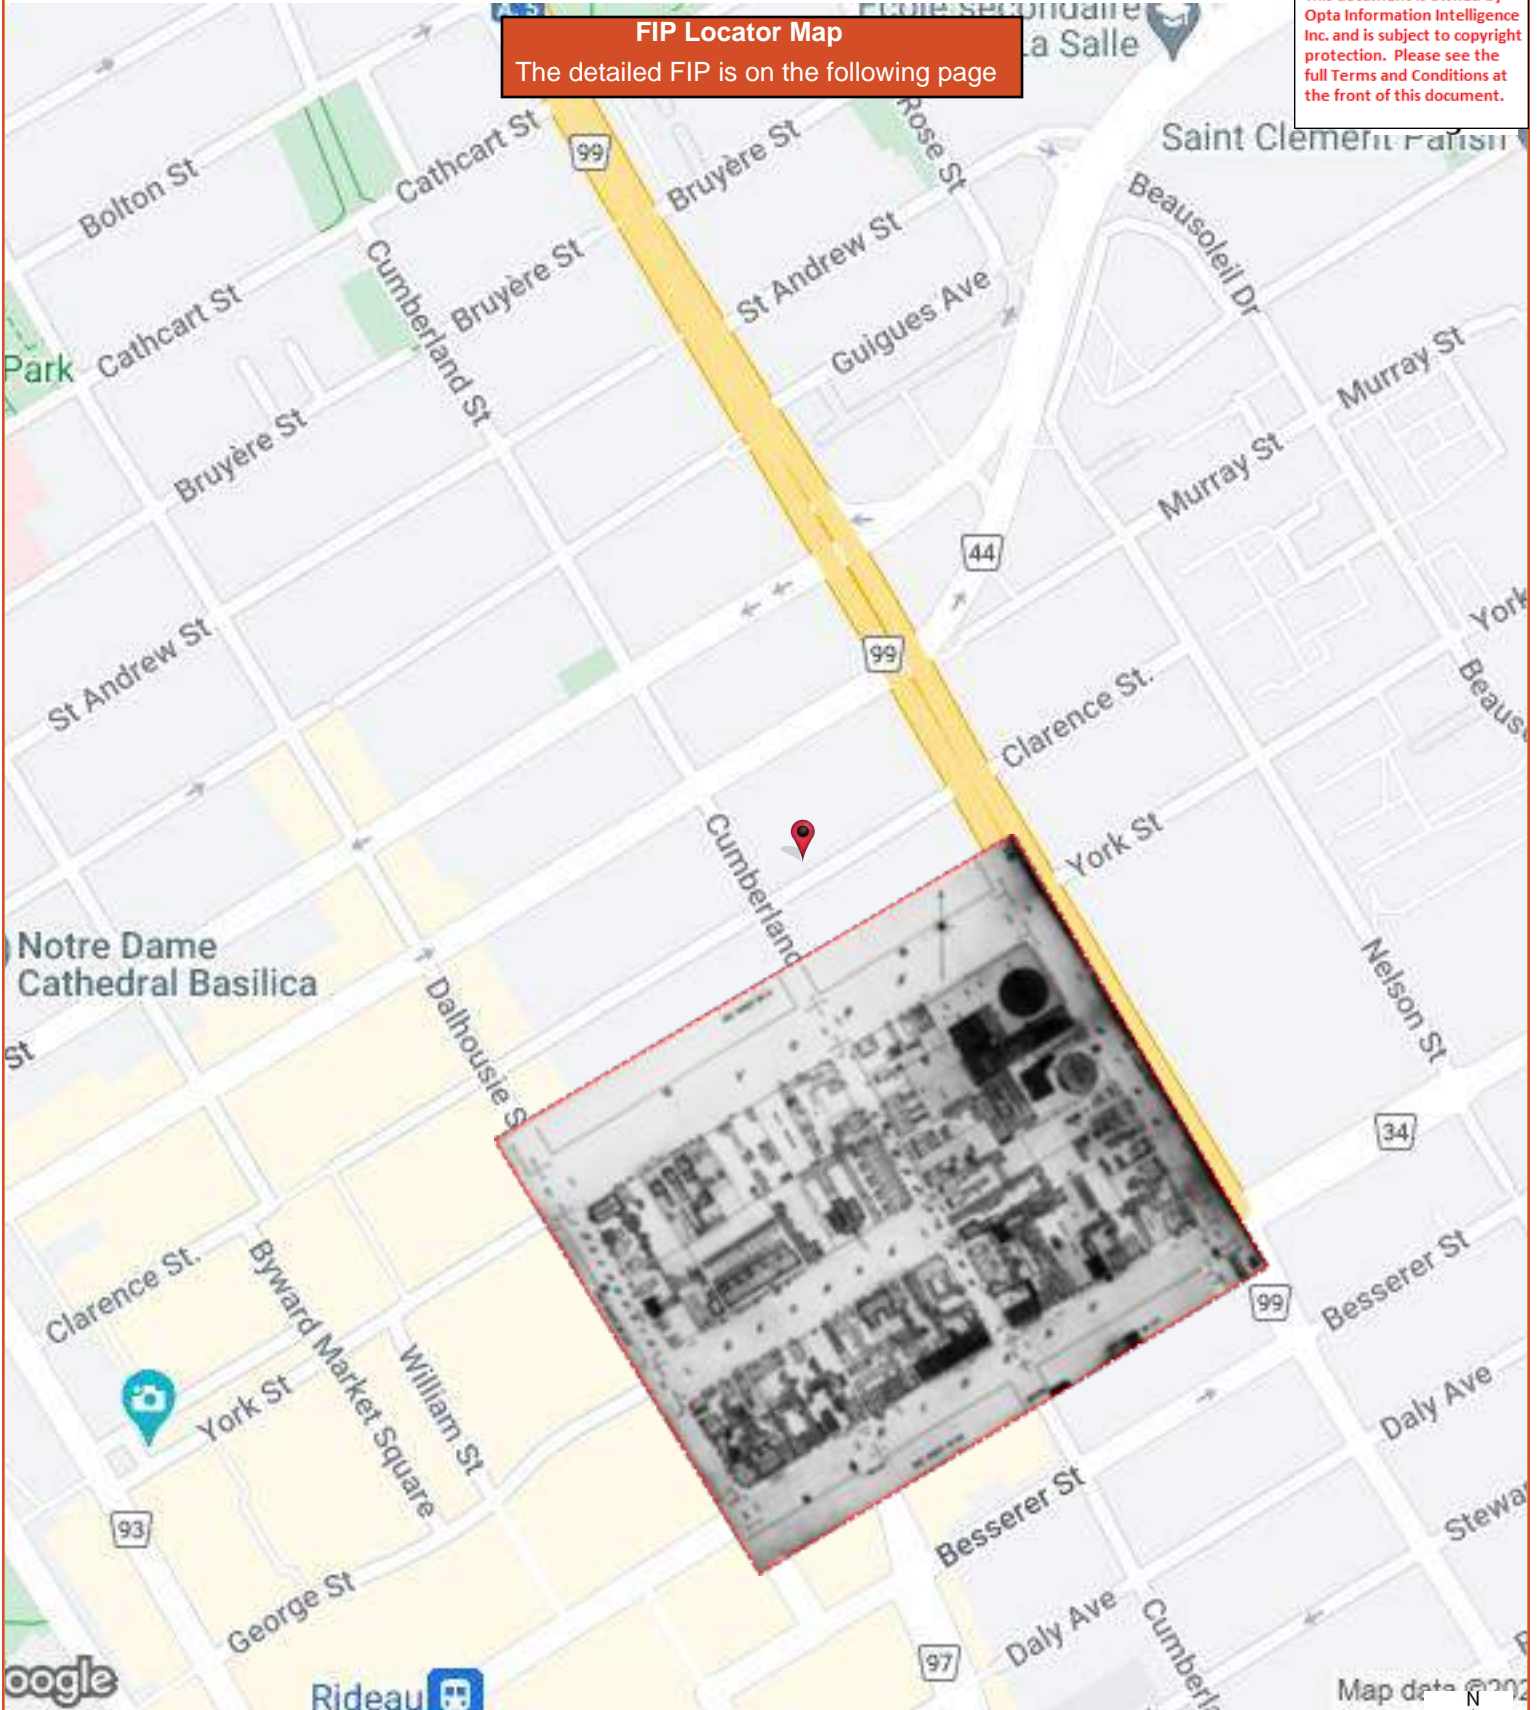 FIP Locator Map
The detailed FIP is on the following page
Opta Information Intelligence
Inc. and is subject to copyright
protection. Please see the
full Terms and Conditions at
the front of this document.
La Salle
Saint Clement Parish
99
Cathcart St
Bolton St
Bruyère St
Rose St
Beausoleil Dr
Cumberland St
Bruyère St
St Andrew St
Guigues Ave
Cathcart St
Park
Murray St
Bruyère St
Murray St
44
York
St Andrew St
99
Clarence St.
Cumberland
York St
Notre Dame
Cathedral Basilica
Nelson St
St
Dalhousie S
34
Clarence St.
Byward Market Square
99
Besserer St
William St
York St
Daly Ave
Besserer St
93
George St
Daly Ave
97
oogle
Rideau
Map data
N